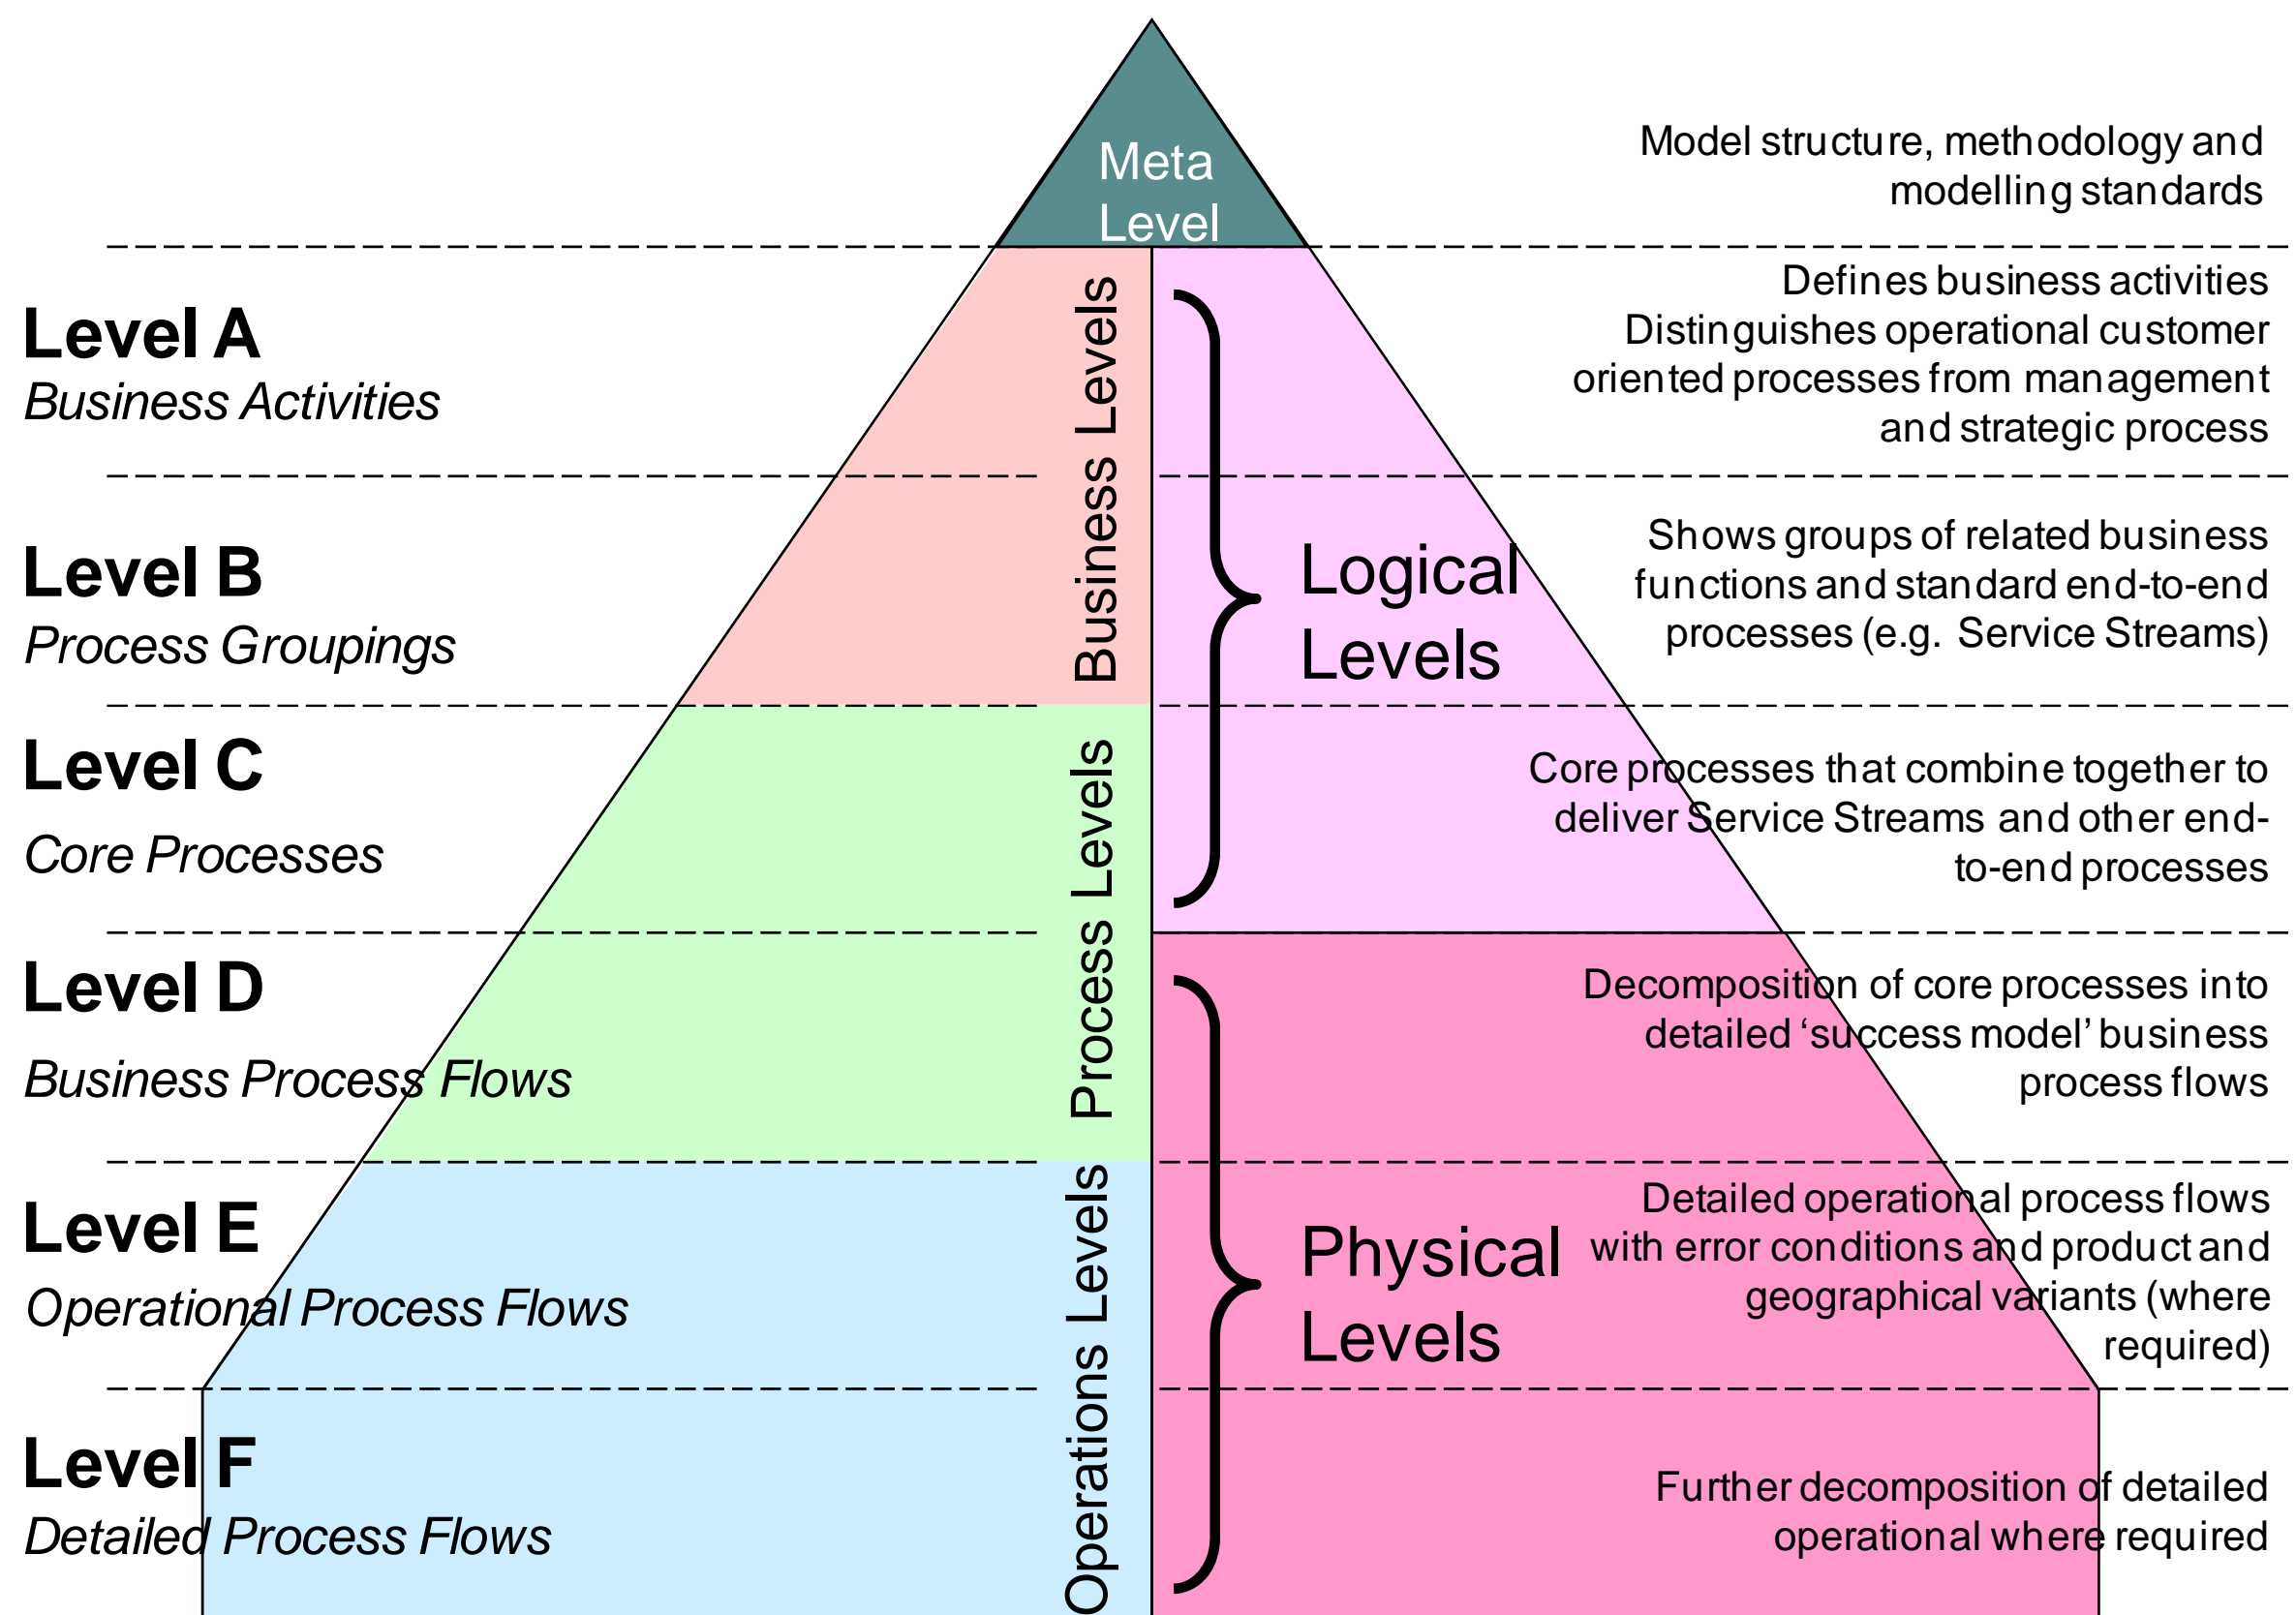 Meta
Level
Model structure, methodology and
modelling standards
Level A
Business Activities
Business Levels
Defines business activities
Distinguishes operational customer
oriented processes from management
and strategic process
Level B
Process Groupings
Logical
Levels
Shows groups of related business
functions and standard end-to-end
processes (e.g. Service Streams)
Level C
Core Processes
Process Levels
Core processes that combine together to
deliver Service Streams and other end-
to-end processes
Level D
Business Process Flows
Decomposition of core processes into
detailed ‘success model’ business
process flows
Level E
Operational Process Flows
Operations Levels
Physical
Levels
Detailed operational process flows
with error conditions and product and
geographical variants (where
required)
Level F
Detailed Process Flows
Further decomposition of detailed
operational where required